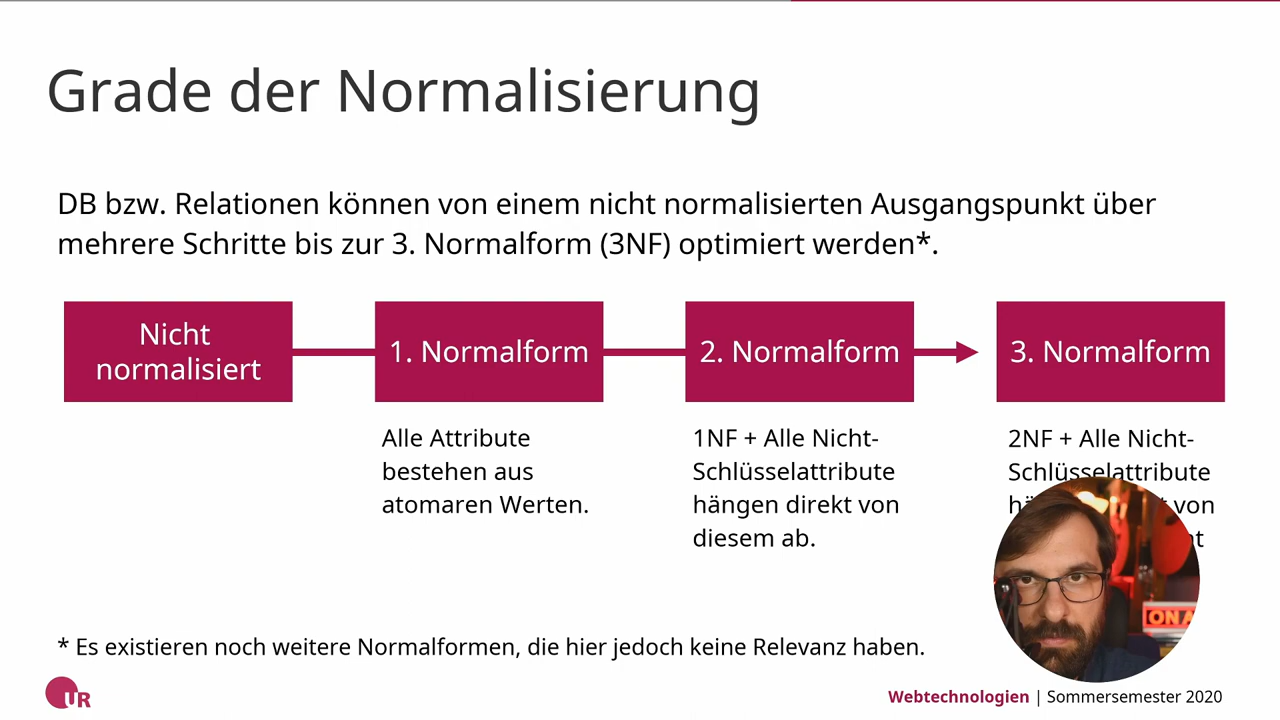 Grade der Normalisierung
DB bzw. Relationen können von einem nicht normalisierten Ausgangspunkt über
mehrere Schritte bis zur 3. Normalform (3NF) optimiert werden*.
Nicht
normalisiert
1. Normalform
2. Normalform
3. Normalform
Alle Attribute
bestehen aus
atomaren Werten.
1NF + Alle Nicht-
Schlüsselattribute
hängen direkt von
diesem ab.
2NF + Alle Nicht-
Schlüsselattribute
von
* Es existieren noch weitere Normalformen, die hier jedoch keine Relevanz haben.
ON A
UR
Webtechnologien | Sommersemester 2020